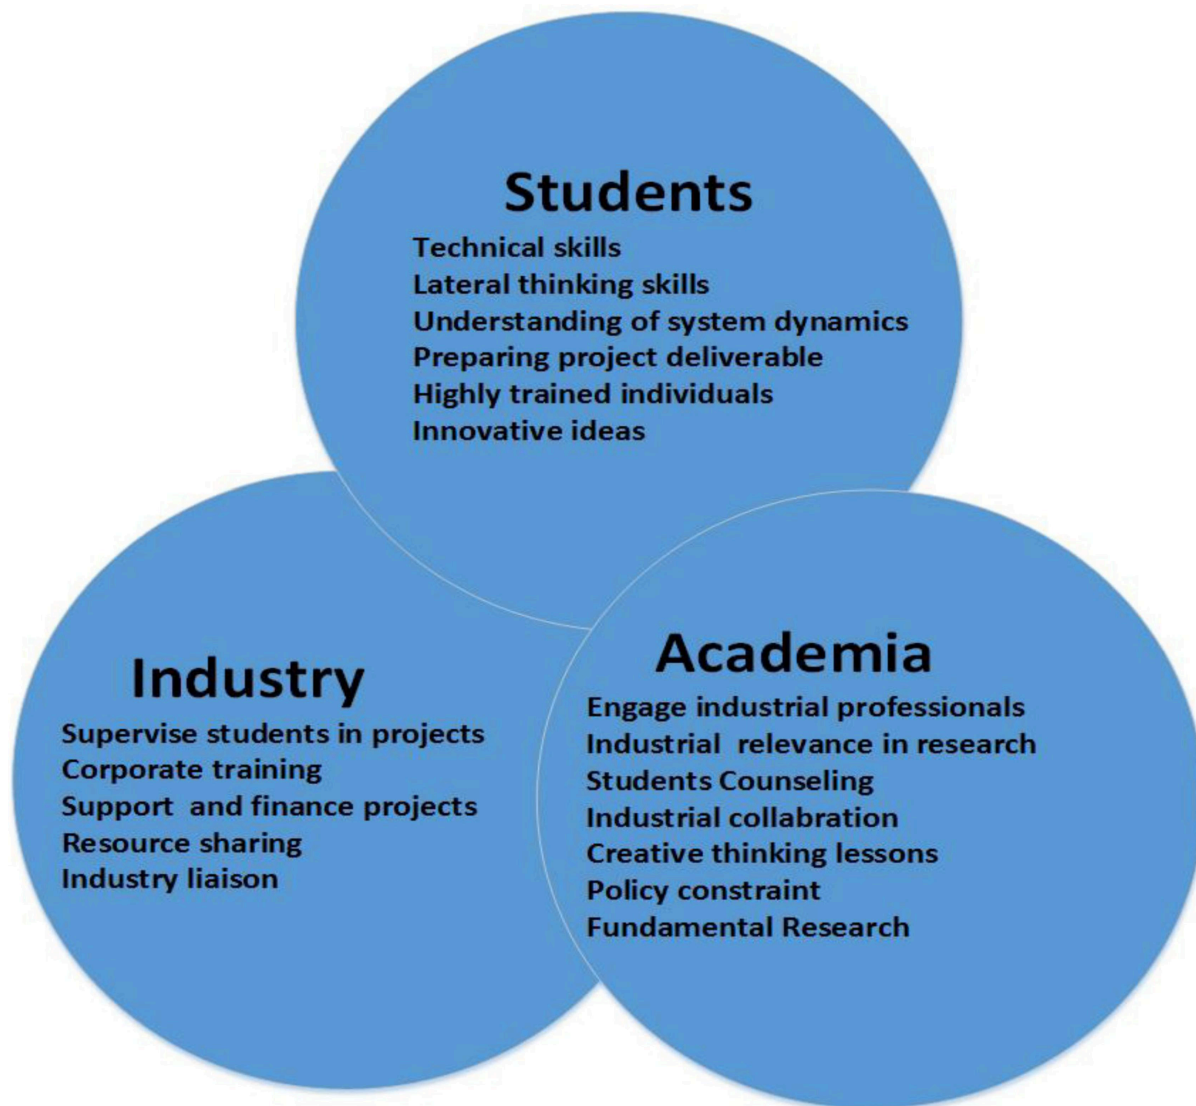 Students
Technical skills
Lateral thinking skills
Understanding of system dynamics
Preparing project deliverable
Highly trained individuals
Innovative ideas
Industry
Supervise students in projects
Corporate training
Support and finance projects
Resource sharing
Industry liaison
Academia
Engage industrial professionals
Industrial relevance in research
Students Counseling
Industrial collabration
Creative thinking lessons
Policy constraint
Fundamental Research